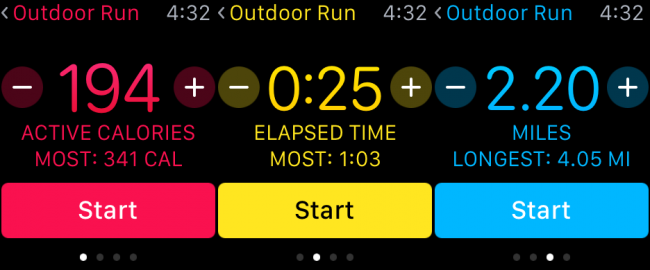 ‹ Outdoor Run 4:32
− 194 +
ACTIVE CALORIES
MOST: 341 CAL
Start
‹ Outdoor Run 4:32
− 0:25 +
ELAPSED TIME
MOST: 1:03
Start
‹ Outdoor Run 4:32
− 2.20 +
MILES
LONGEST: 4.05 MI
Start